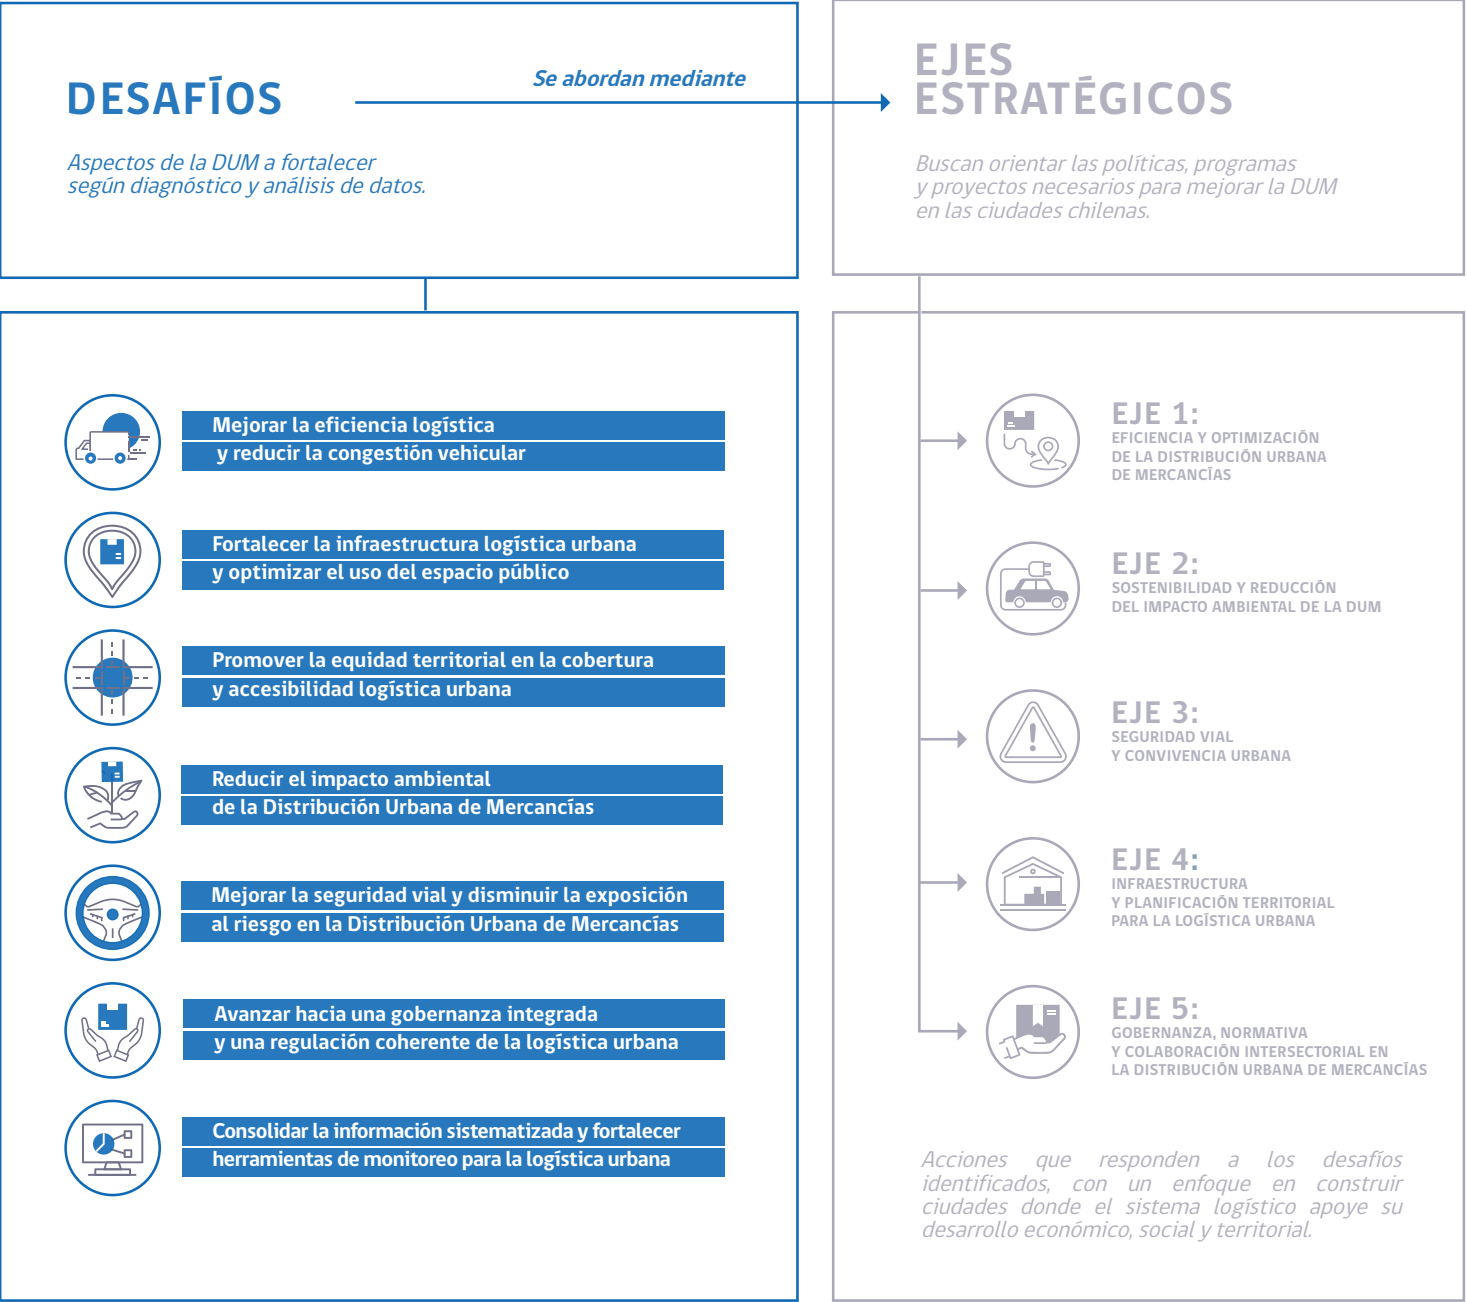 DESAFÍOS
Se abordan mediante
Aspectos de la DUM a fortalecer
según diagnóstico y análisis de datos.
EJES
ESTRATÉGICOS
Buscan orientar las políticas, programas
y proyectos necesarios para mejorar la DUM
en las ciudades chilenas.
Mejorar la eficiencia logística
y reducir la congestión vehicular
Fortalecer la infraestructura logística urbana
y optimizar el uso del espacio público
Promover la equidad territorial en la cobertura
y accesibilidad logística urbana
Reducir el impacto ambiental
de la Distribución Urbana de Mercancías
Mejorar la seguridad vial y disminuir la exposición
al riesgo en la Distribución Urbana de Mercancías
Avanzar hacia una gobernanza integrada
y una regulación coherente de la logística urbana
Consolidar la información sistematizada y fortalecer
herramientas de monitoreo para la logística urbana
EJE 1:
EFICIENCIA Y OPTIMIZACIÓN
DE LA DISTRIBUCIÓN URBANA
DE MERCANCÍAS
EJE 2:
SOSTENIBILIDAD Y REDUCCIÓN
DEL IMPACTO AMBIENTAL DE LA DUM
EJE 3:
SEGURIDAD VIAL
Y CONVIVENCIA URBANA
EJE 4:
INFRAESTRUCTURA
Y PLANIFICACIÓN TERRITORIAL
PARA LA LOGÍSTICA URBANA
EJE 5:
GOBERNANZA, NORMATIVA
Y COLABORACIÓN INTERSECTORIAL EN
LA DISTRIBUCIÓN URBANA DE MERCANCÍAS
Acciones que responden a los desafíos
identificados, con un enfoque en construir
ciudades donde el sistema logístico apoye su
desarrollo económico, social y territorial.